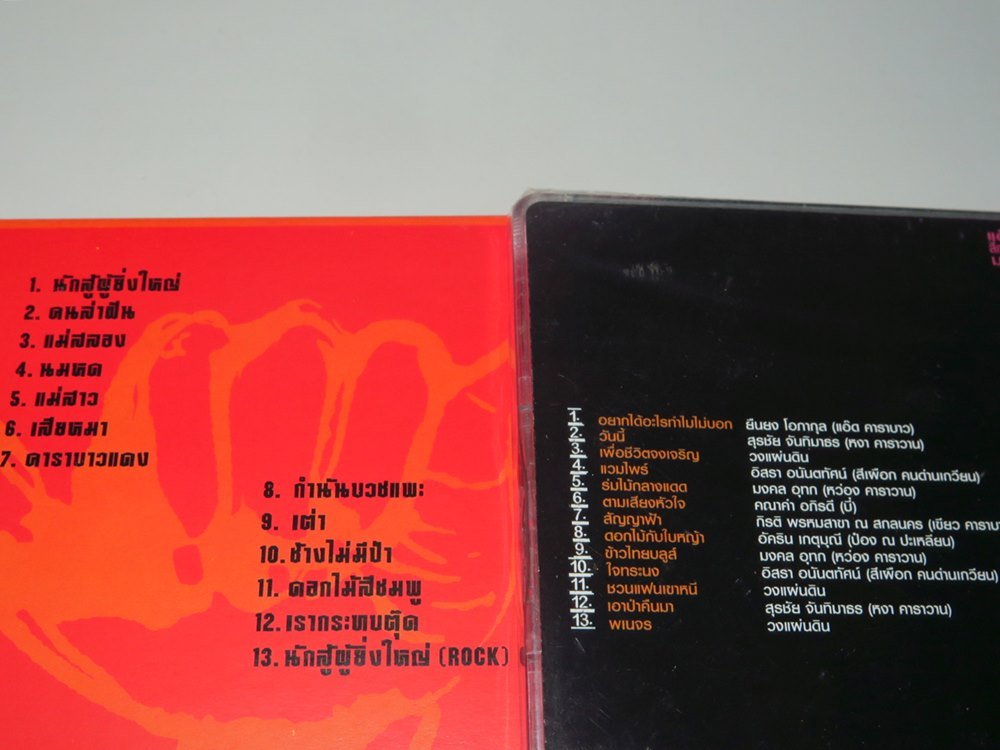 1. นักสู้ผู้ยิ่งใหญ่
2. คนล่าฝัน
3. แม่สลอง
4. นมหด
5. แม่สาว
6. เสียหมา
7. คาราบาวแดง
8. กำนันบวชแพะ
9. เต่า
10. ช้างไม่มีป่า
11. ดอกไม้สีชมพู
12. เรากระทบตุ๊ด
13. นักสู้ผู้ยิ่งใหญ่ (ROCK)
1. อยากได้อะไรทำไมไม่บอก ยืนยง โอภากุล (แอ๊ด คาราบาว)
2. วันนี้ สุรชัย จันทิมาธร (หงา คาราวาน)
3. เพื่อชีวิตจงเจริญ วงแผ่นดิน
4. แวมไพร์ อิสรา อนันตทัศน์ (สีเผือก คนด่านเกวียน)
5. ร่มไม้กลางแดด มงคล อุทก (หว่อง คาราวาน)
6. ตามเสียงหัวใจ คณาคำ อภิรดี (บี๋)
7. สัญญาฟ้า กิรติ พรหมสาขา ณ สกลนคร (เขียว คาราบา
8. ดอกไม้กับใบหญ้า อัคริน เกตุมุณี (ป๋อง ณ ปะเหลียน)
9. ข้าวไทยบลูส์ มงคล อุทก (หว่อง คาราวาน)
10. ใจทระนง อิสรา อนันตทัศน์ (สีเผือก คนด่านเกวียน)
11. ชวนแฟนเขาหนี วงแผ่นดิน
12. เอาป่าคืนมา สุรชัย จันทิมาธร (หงา คาราวาน)
13. พเนจร วงแผ่นดิน